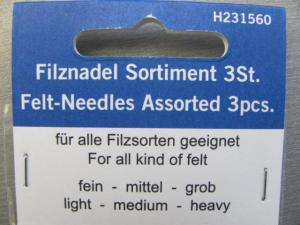 H231560
Filznadel Sortiment 3St.
Felt-Needles Assorted 3pcs.
für alle Filzsorten geeignet
For all kind of felt
fein - mittel - grob
light - medium - heavy